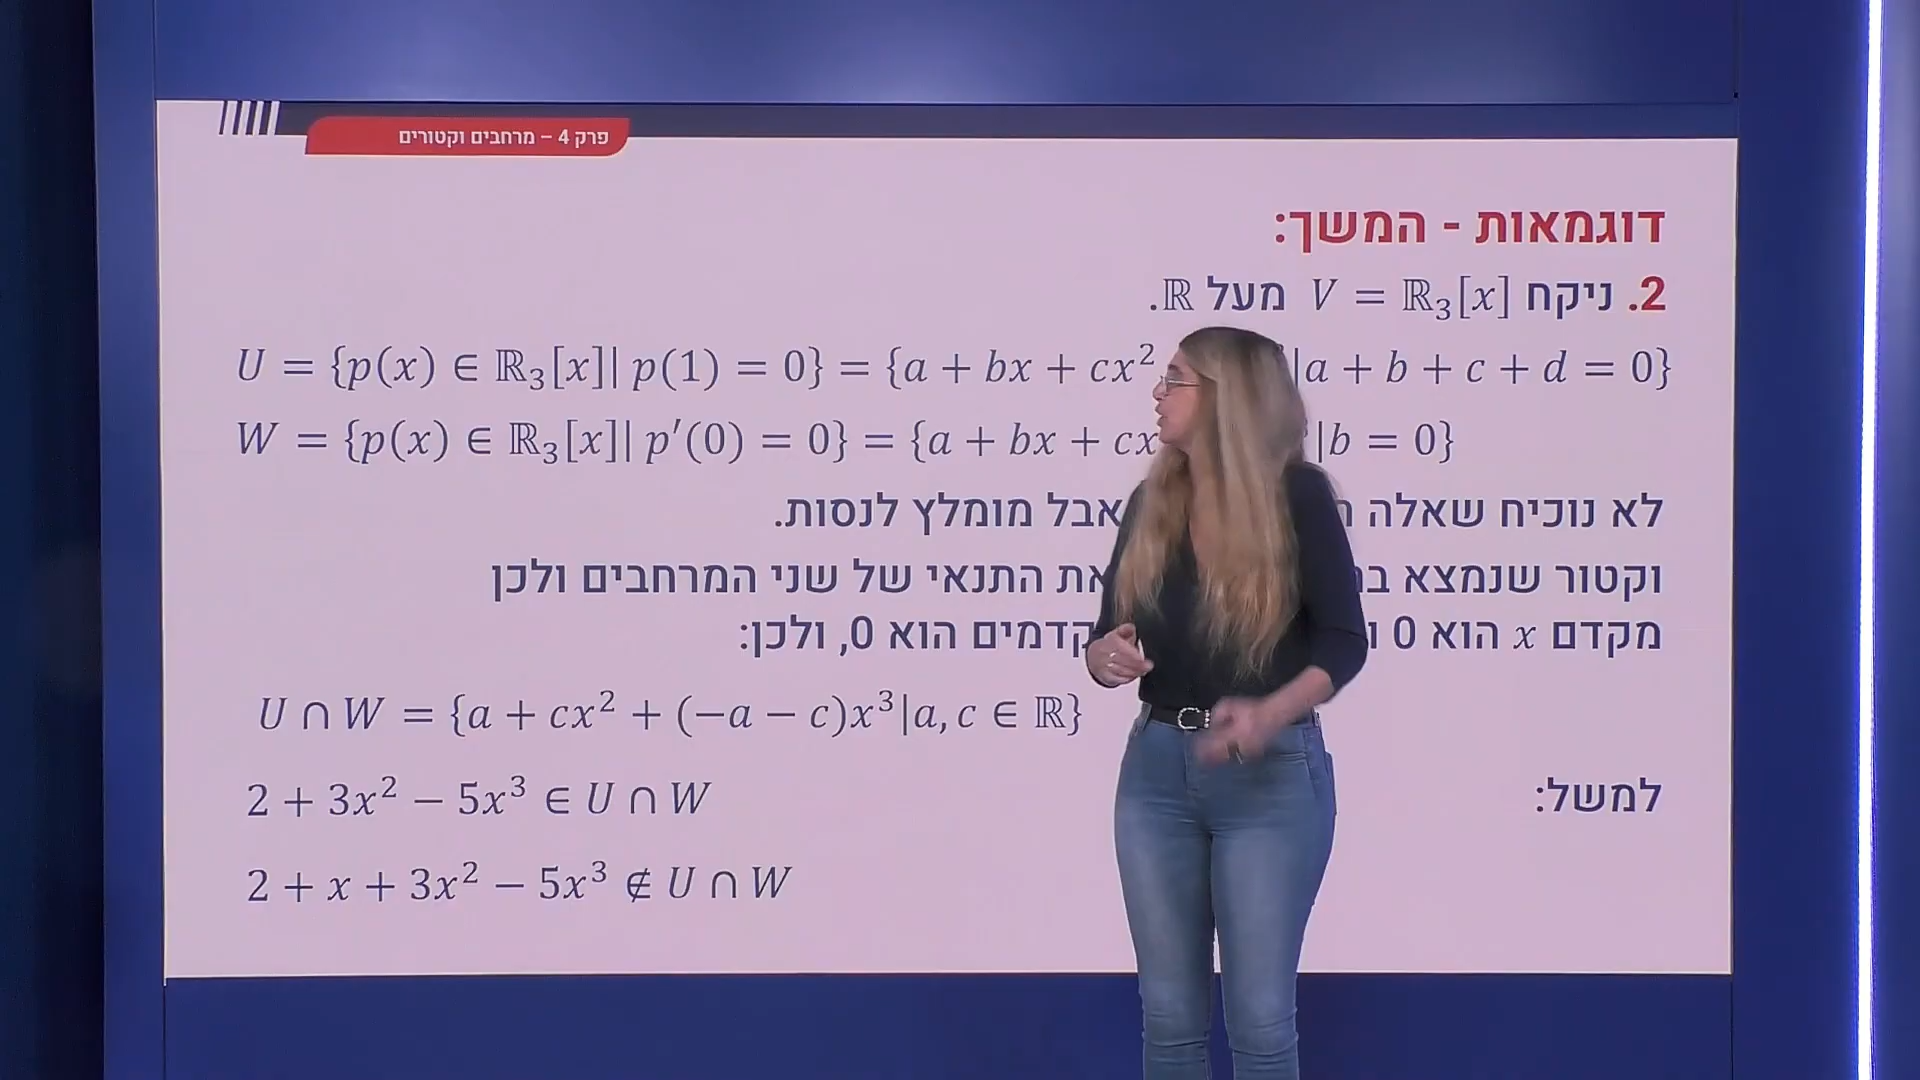 פרק 4 – מרחבים וקטורים
דוגמאות - המשך:
2. ניקח V = ℝ₃[x] מעל ℝ.
U = {p(x) ∈ ℝ₃[x]| p(1) = 0} = {a + bx + cx² |a + b + c + d = 0}
W = {p(x) ∈ ℝ₃[x]| p′(0) = 0} = {a + bx + cx |b = 0}
לא נוכיח שאלה אבל מומלץ לנסות.
וקטור שנמצא את התנאי של שני המרחבים ולכן
מקדם x הוא 0 הוא 0, ולכן:
U ∩ W = {a + cx² + (−a − c)x³|a, c ∈ ℝ}
למשל: 2 + 3x² − 5x³ ∈ U ∩ W
2 + x + 3x² − 5x³ ∉ U ∩ W